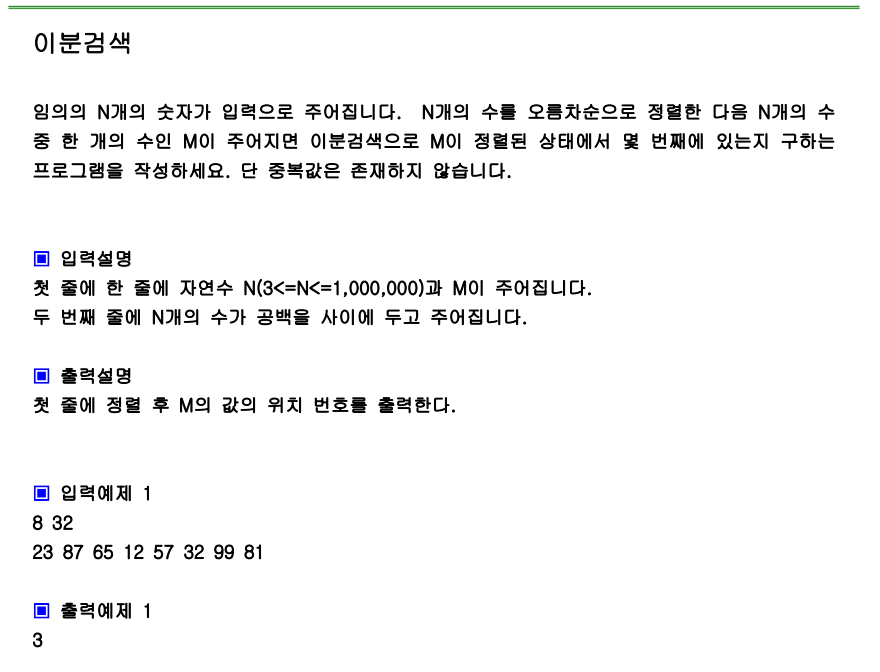 이분검색
임의의 N개의 숫자가 입력으로 주어집니다. N개의 수를 오름차순으로 정렬한 다음 N개의 수
중 한 개의 수인 M이 주어지면 이분검색으로 M이 정렬된 상태에서 몇 번째에 있는지 구하는
프로그램을 작성하세요. 단 중복값은 존재하지 않습니다.
▣ 입력설명
첫 줄에 한 줄에 자연수 N(3<=N<=1,000,000)과 M이 주어집니다.
두 번째 줄에 N개의 수가 공백을 사이에 두고 주어집니다.
▣ 출력설명
첫 줄에 정렬 후 M의 값의 위치 번호를 출력한다.
▣ 입력예제 1
8 32
23 87 65 12 57 32 99 81
▣ 출력예제 1
3